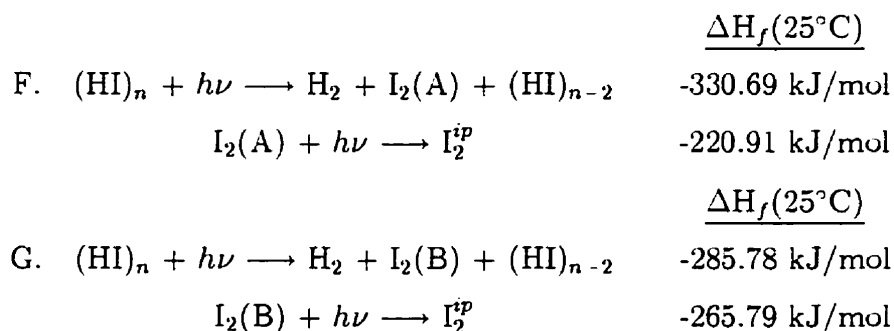 ΔH_f(25°C)
F. (HI)_n + hν ⟶ H_2 + I_2(A) + (HI)_{n-2} -330.69 kJ/mol
I_2(A) + hν ⟶ I_2^{ip} -220.91 kJ/mol
ΔH_f(25°C)
G. (HI)_n + hν ⟶ H_2 + I_2(B) + (HI)_{n-2} -285.78 kJ/mol
I_2(B) + hν ⟶ I_2^{ip} -265.79 kJ/mol